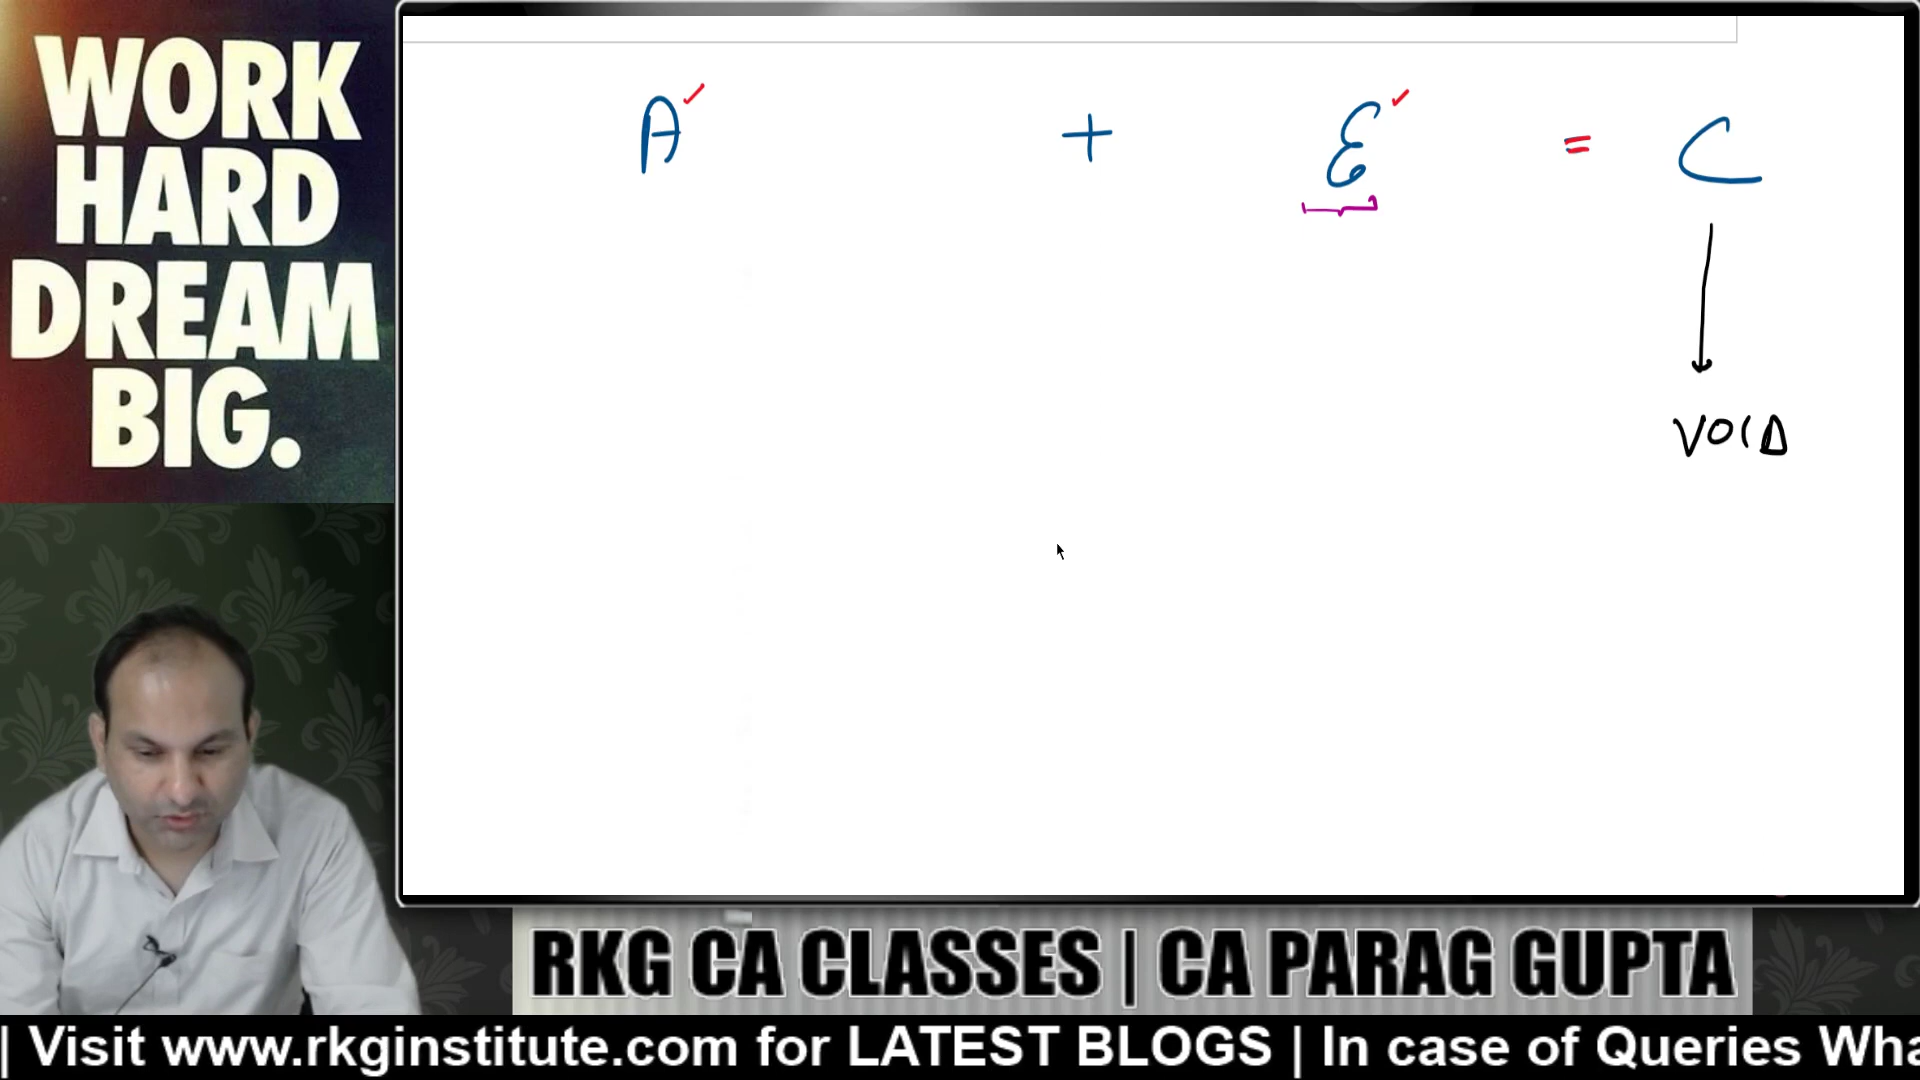 WORK
HARD
DREAM
BIG.
A + E = C
VOID
RKG CA CLASSES | CA PARAG GUPTA
| Visit www.rkginstitute.com for LATEST BLOGS | In case of Queries Wha